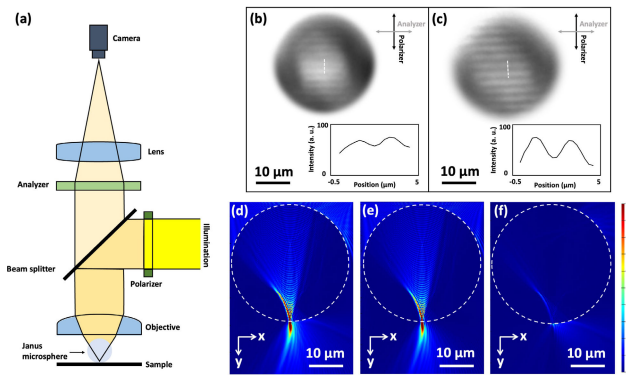 (a)
Camera
Lens
Analyzer
Illumination
Beam splitter
Polarizer
Objective
Janus
microsphere
Sample
(b)
Analyzer
Polarizer
10 μm
Intensity (a. u.)
100
0
-0.5
5
Position (μm)
(c)
Analyzer
Polarizer
10 μm
Intensity (a. u.)
100
0
-0.5
5
Position (μm)
(d)
x
y
10 μm
(e)
x
y
10 μm
(f)
x
y
10 μm